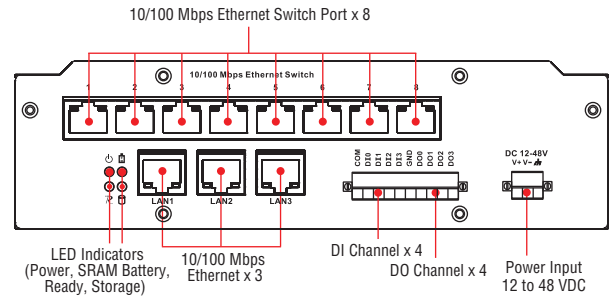 10/100 Mbps Ethernet Switch Port x 8
10/100 Mbps Ethernet Switch
1 2 3 4 5 6 7 8
COM DI0 DI1 DI2 DI3 GND DO0 DO1 DO2 DO3
DC 12-48V
V+ V-
LAN1 LAN2 LAN3
LED Indicators
(Power, SRAM Battery,
Ready, Storage)
10/100 Mbps
Ethernet x 3
DI Channel x 4
DO Channel x 4
Power Input
12 to 48 VDC